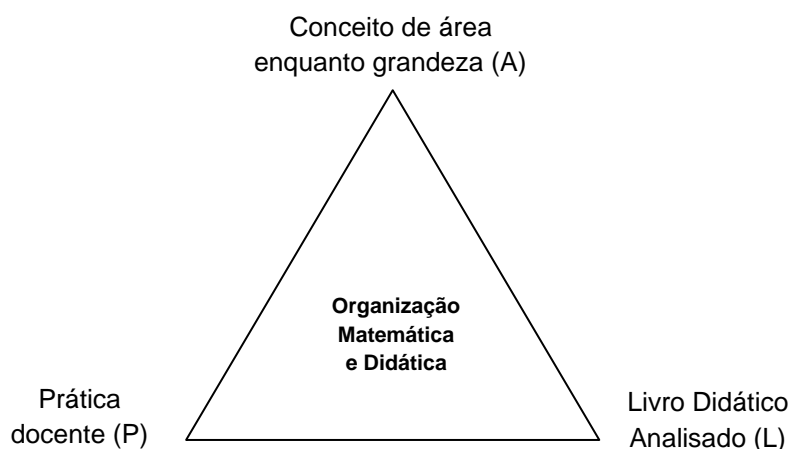 Conceito de área
enquanto grandeza (A)
Organização
Matemática
e Didática
Prática
docente (P)
Livro Didático
Analisado (L)